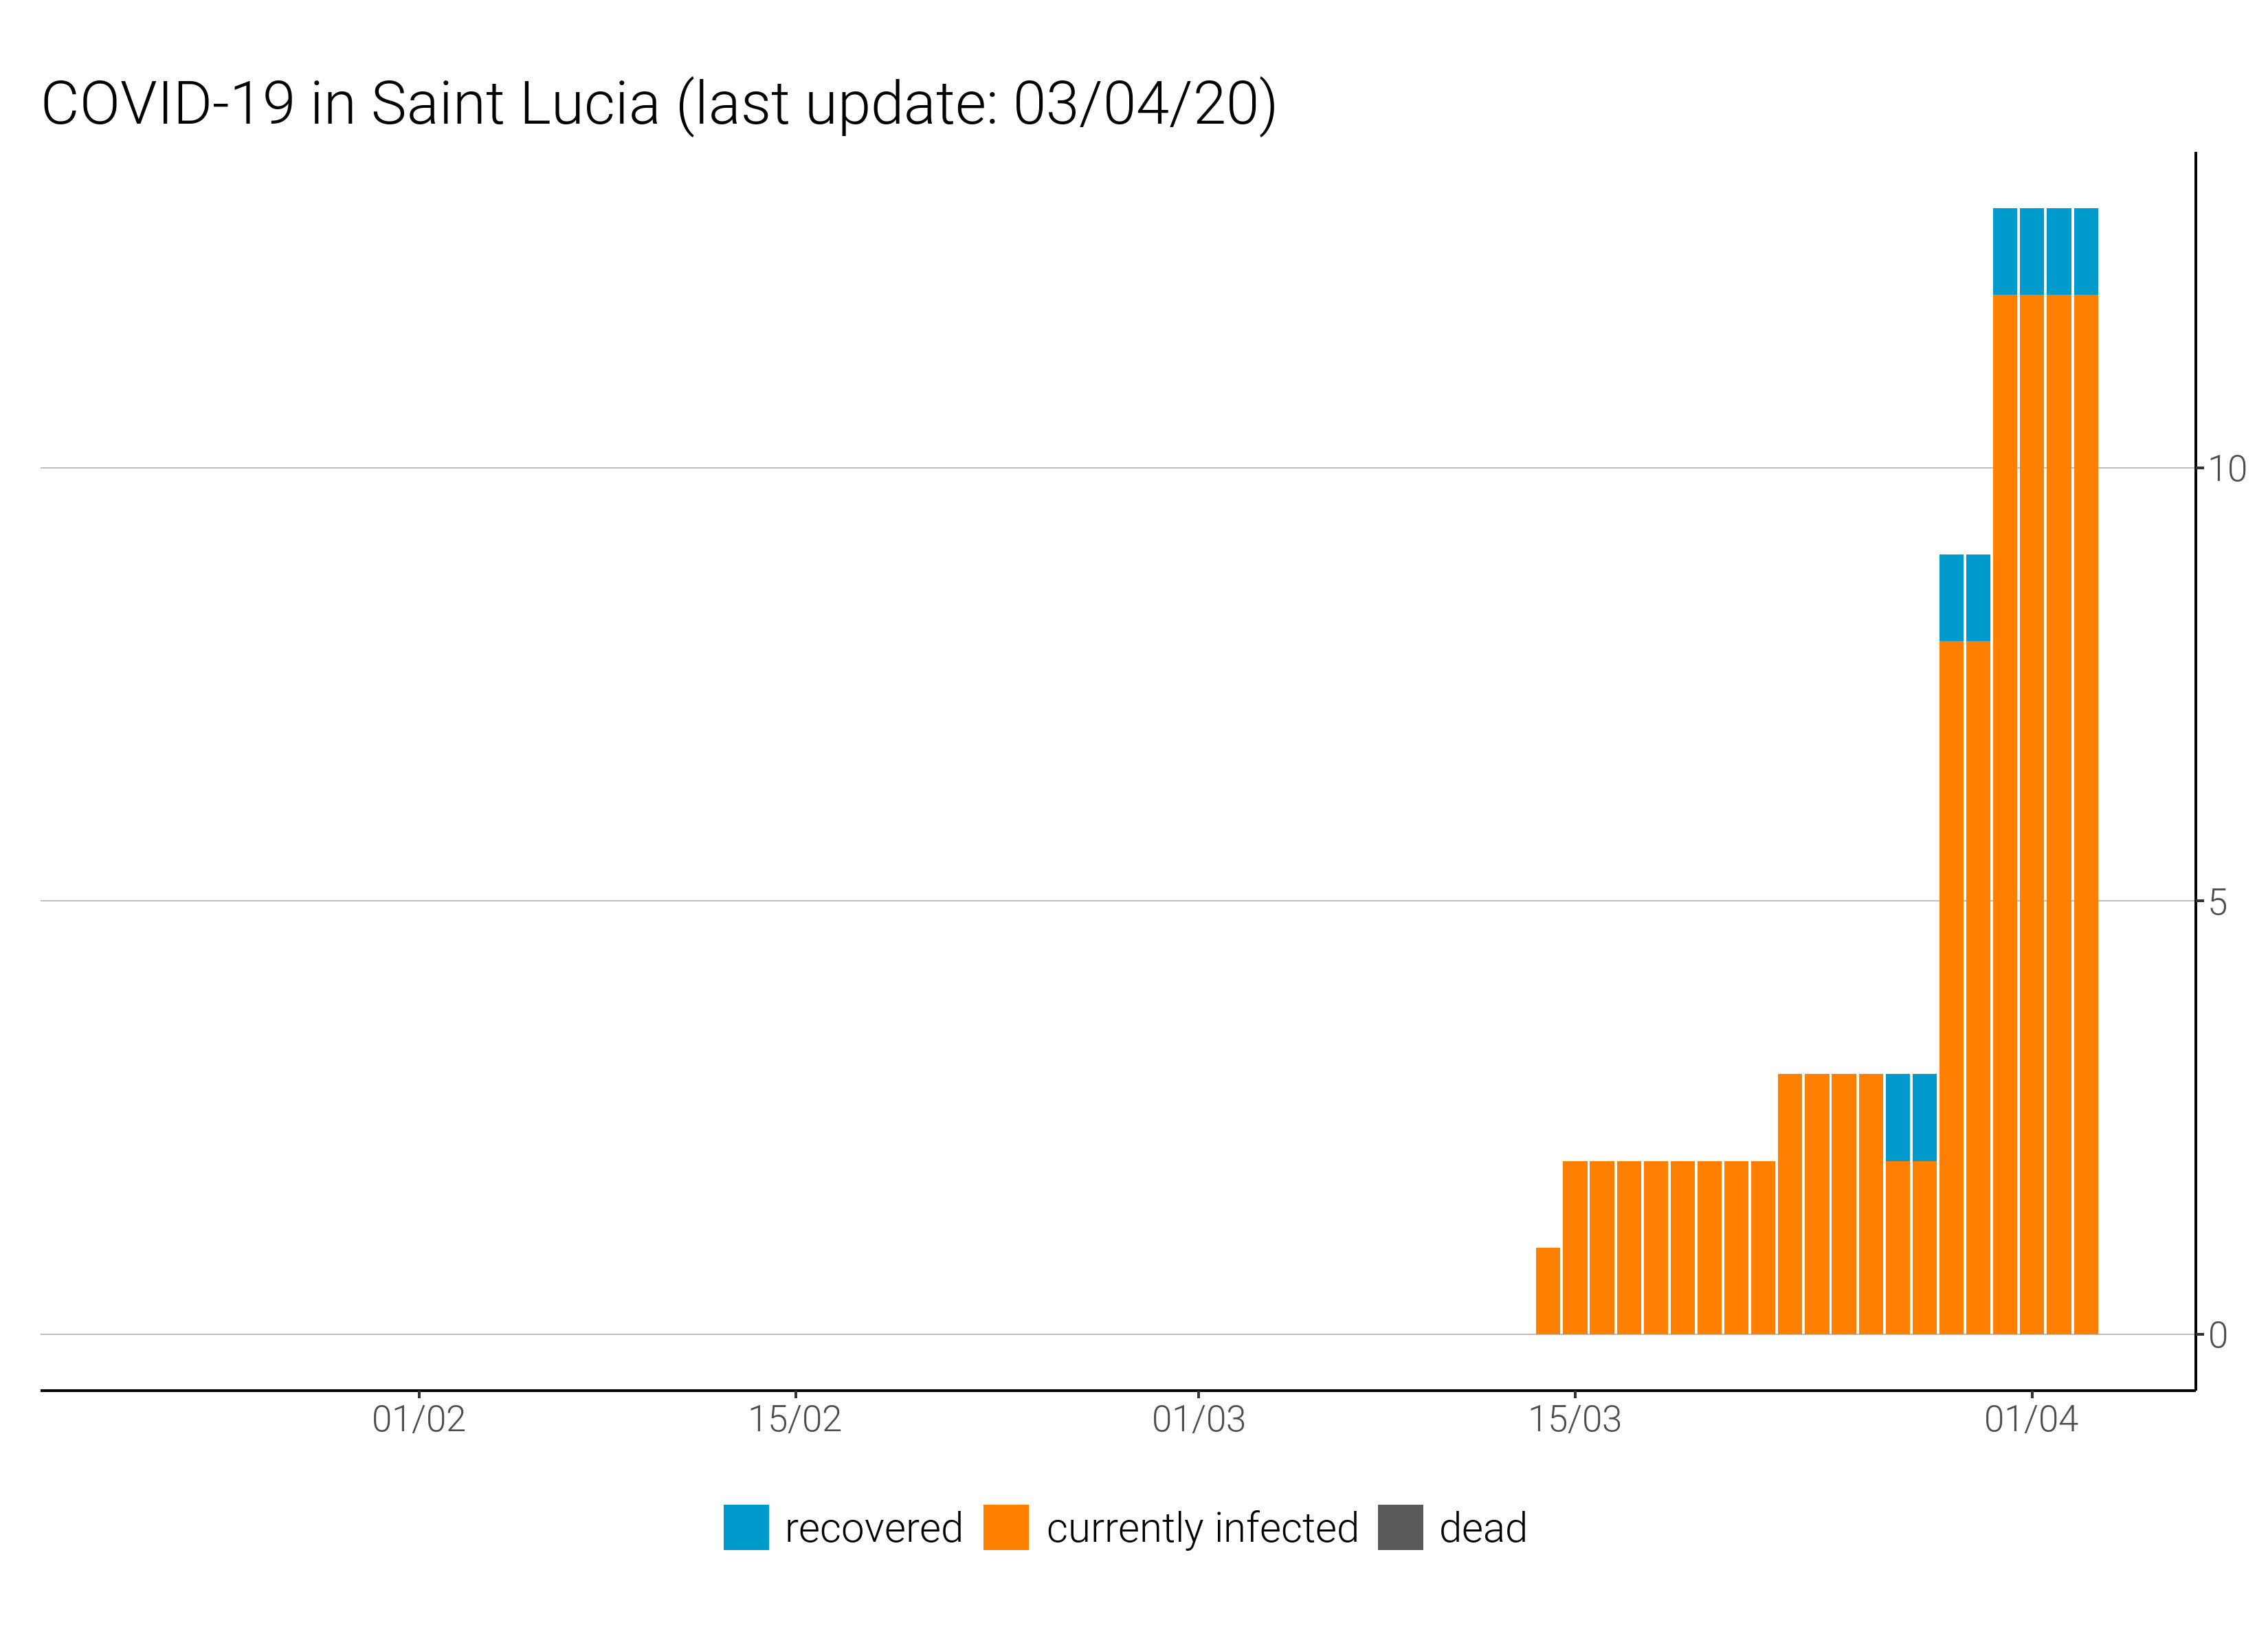 COVID-19 in Saint Lucia (last update: 03/04/20)
10
5
0
01/02 15/02 01/03 15/03 01/04
recovered currently infected dead